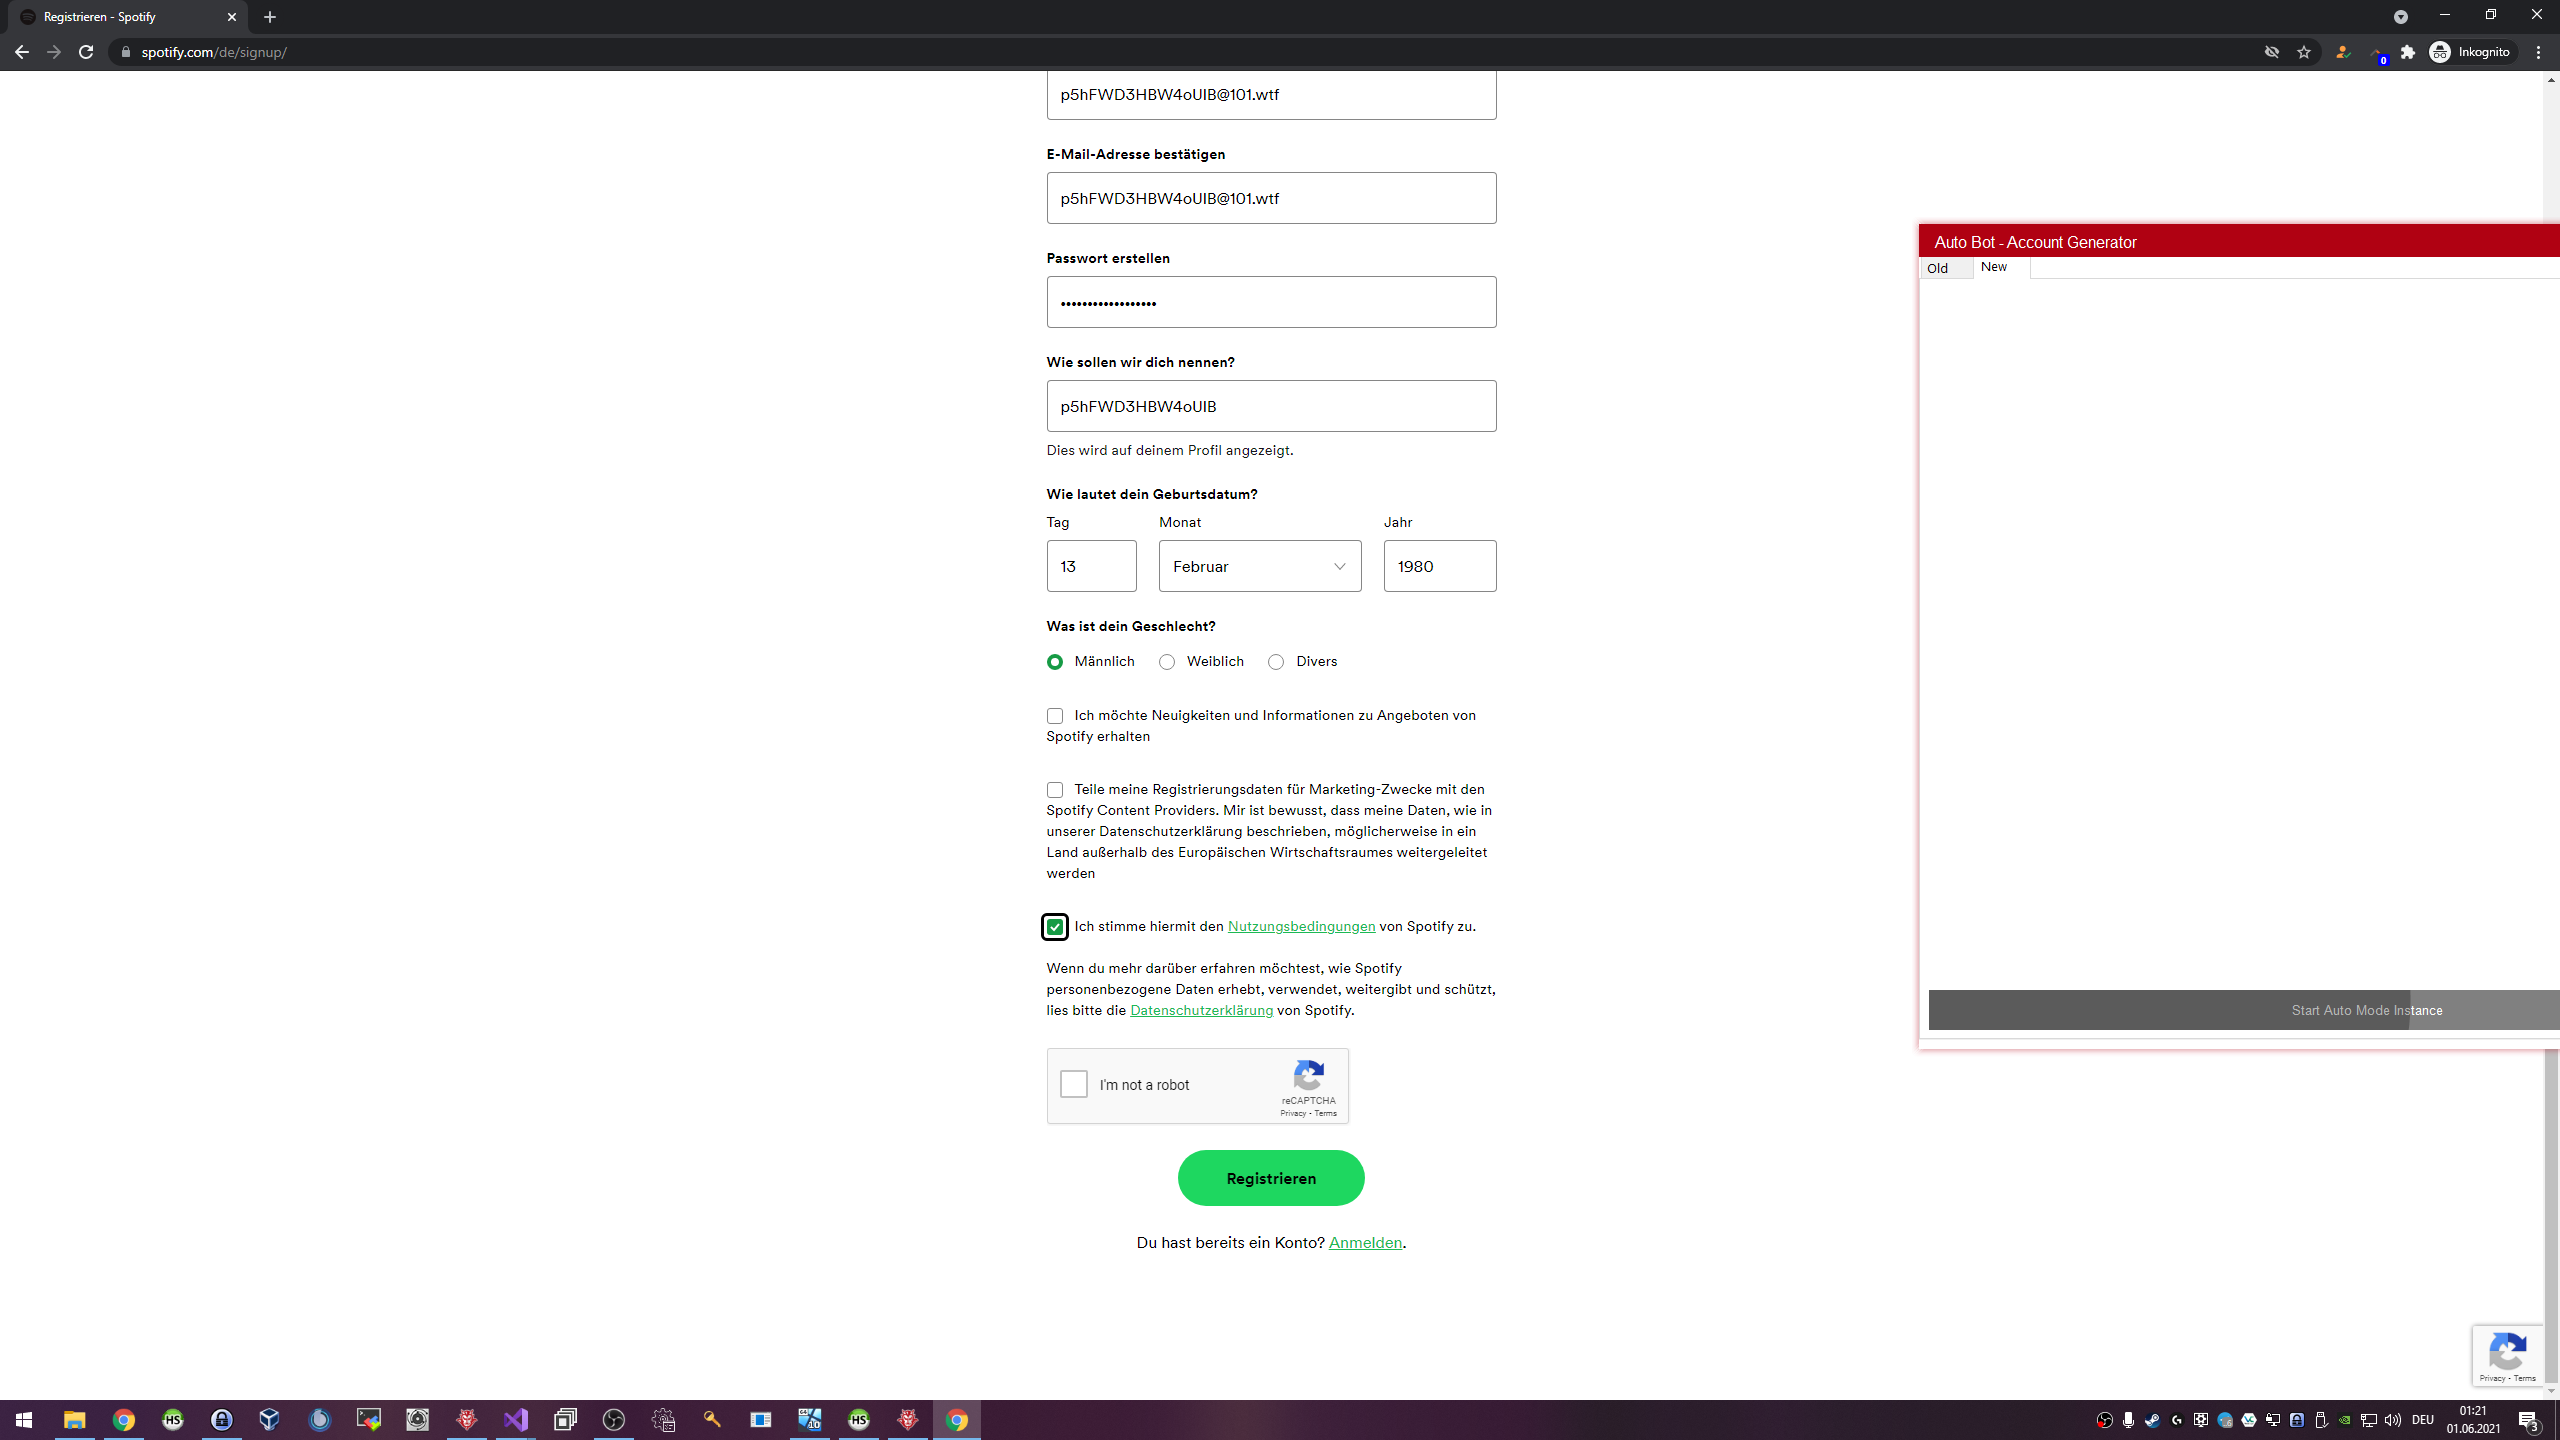 Registrieren - Spotify
spotify.com/de/signup/
0
Inkognito
p5hFWD3HBW4oUIB@101.wtf
E-Mail-Adresse bestätigen
p5hFWD3HBW4oUIB@101.wtf
Passwort erstellen
••••••••••••••••••
Wie sollen wir dich nennen?
p5hFWD3HBW4oUIB
Dies wird auf deinem Profil angezeigt.
Wie lautet dein Geburtsdatum?
Tag Monat Jahr
13 Februar 1980
Was ist dein Geschlecht?
Männlich Weiblich Divers
Ich möchte Neuigkeiten und Informationen zu Angeboten von
Spotify erhalten
Teile meine Registrierungsdaten für Marketing-Zwecke mit den
Spotify Content Providers. Mir ist bewusst, dass meine Daten, wie in
unserer Datenschutzerklärung beschrieben, möglicherweise in ein
Land außerhalb des Europäischen Wirtschaftsraumes weitergeleitet
werden
Ich stimme hiermit den Nutzungsbedingungen von Spotify zu.
Wenn du mehr darüber erfahren möchtest, wie Spotify
personenbezogene Daten erhebt, verwendet, weitergibt und schützt,
lies bitte die Datenschutzerklärung von Spotify.
I'm not a robot
reCAPTCHA
Privacy - Terms
Registrieren
Du hast bereits ein Konto? Anmelden.
Auto Bot - Account Generator
Old New
Start Auto Mode Instance
Privacy - Terms
HS
HS
DEU
01:21
01.06.2021
3